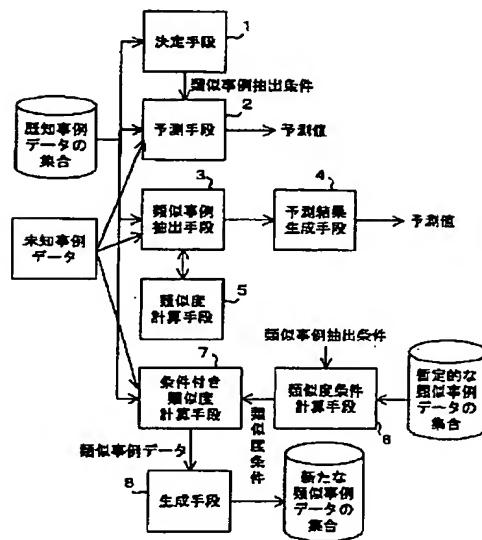 1
決定手段
類似事例抽出条件
2
既知事例
データの
集合
予測手段
予測値
3
4
類似事例
抽出手段
予測結果
生成手段
予測値
未知事例
データ
類似度
計算手段
5
7
類似事例抽出条件
条件付き
類似度
計算手段
類似度条件
類似度条件
計算手段
6
暫定的な
類似事例
データの
集合
類似事例データ
8
生成手段
新たな
類似事例
データの
集合